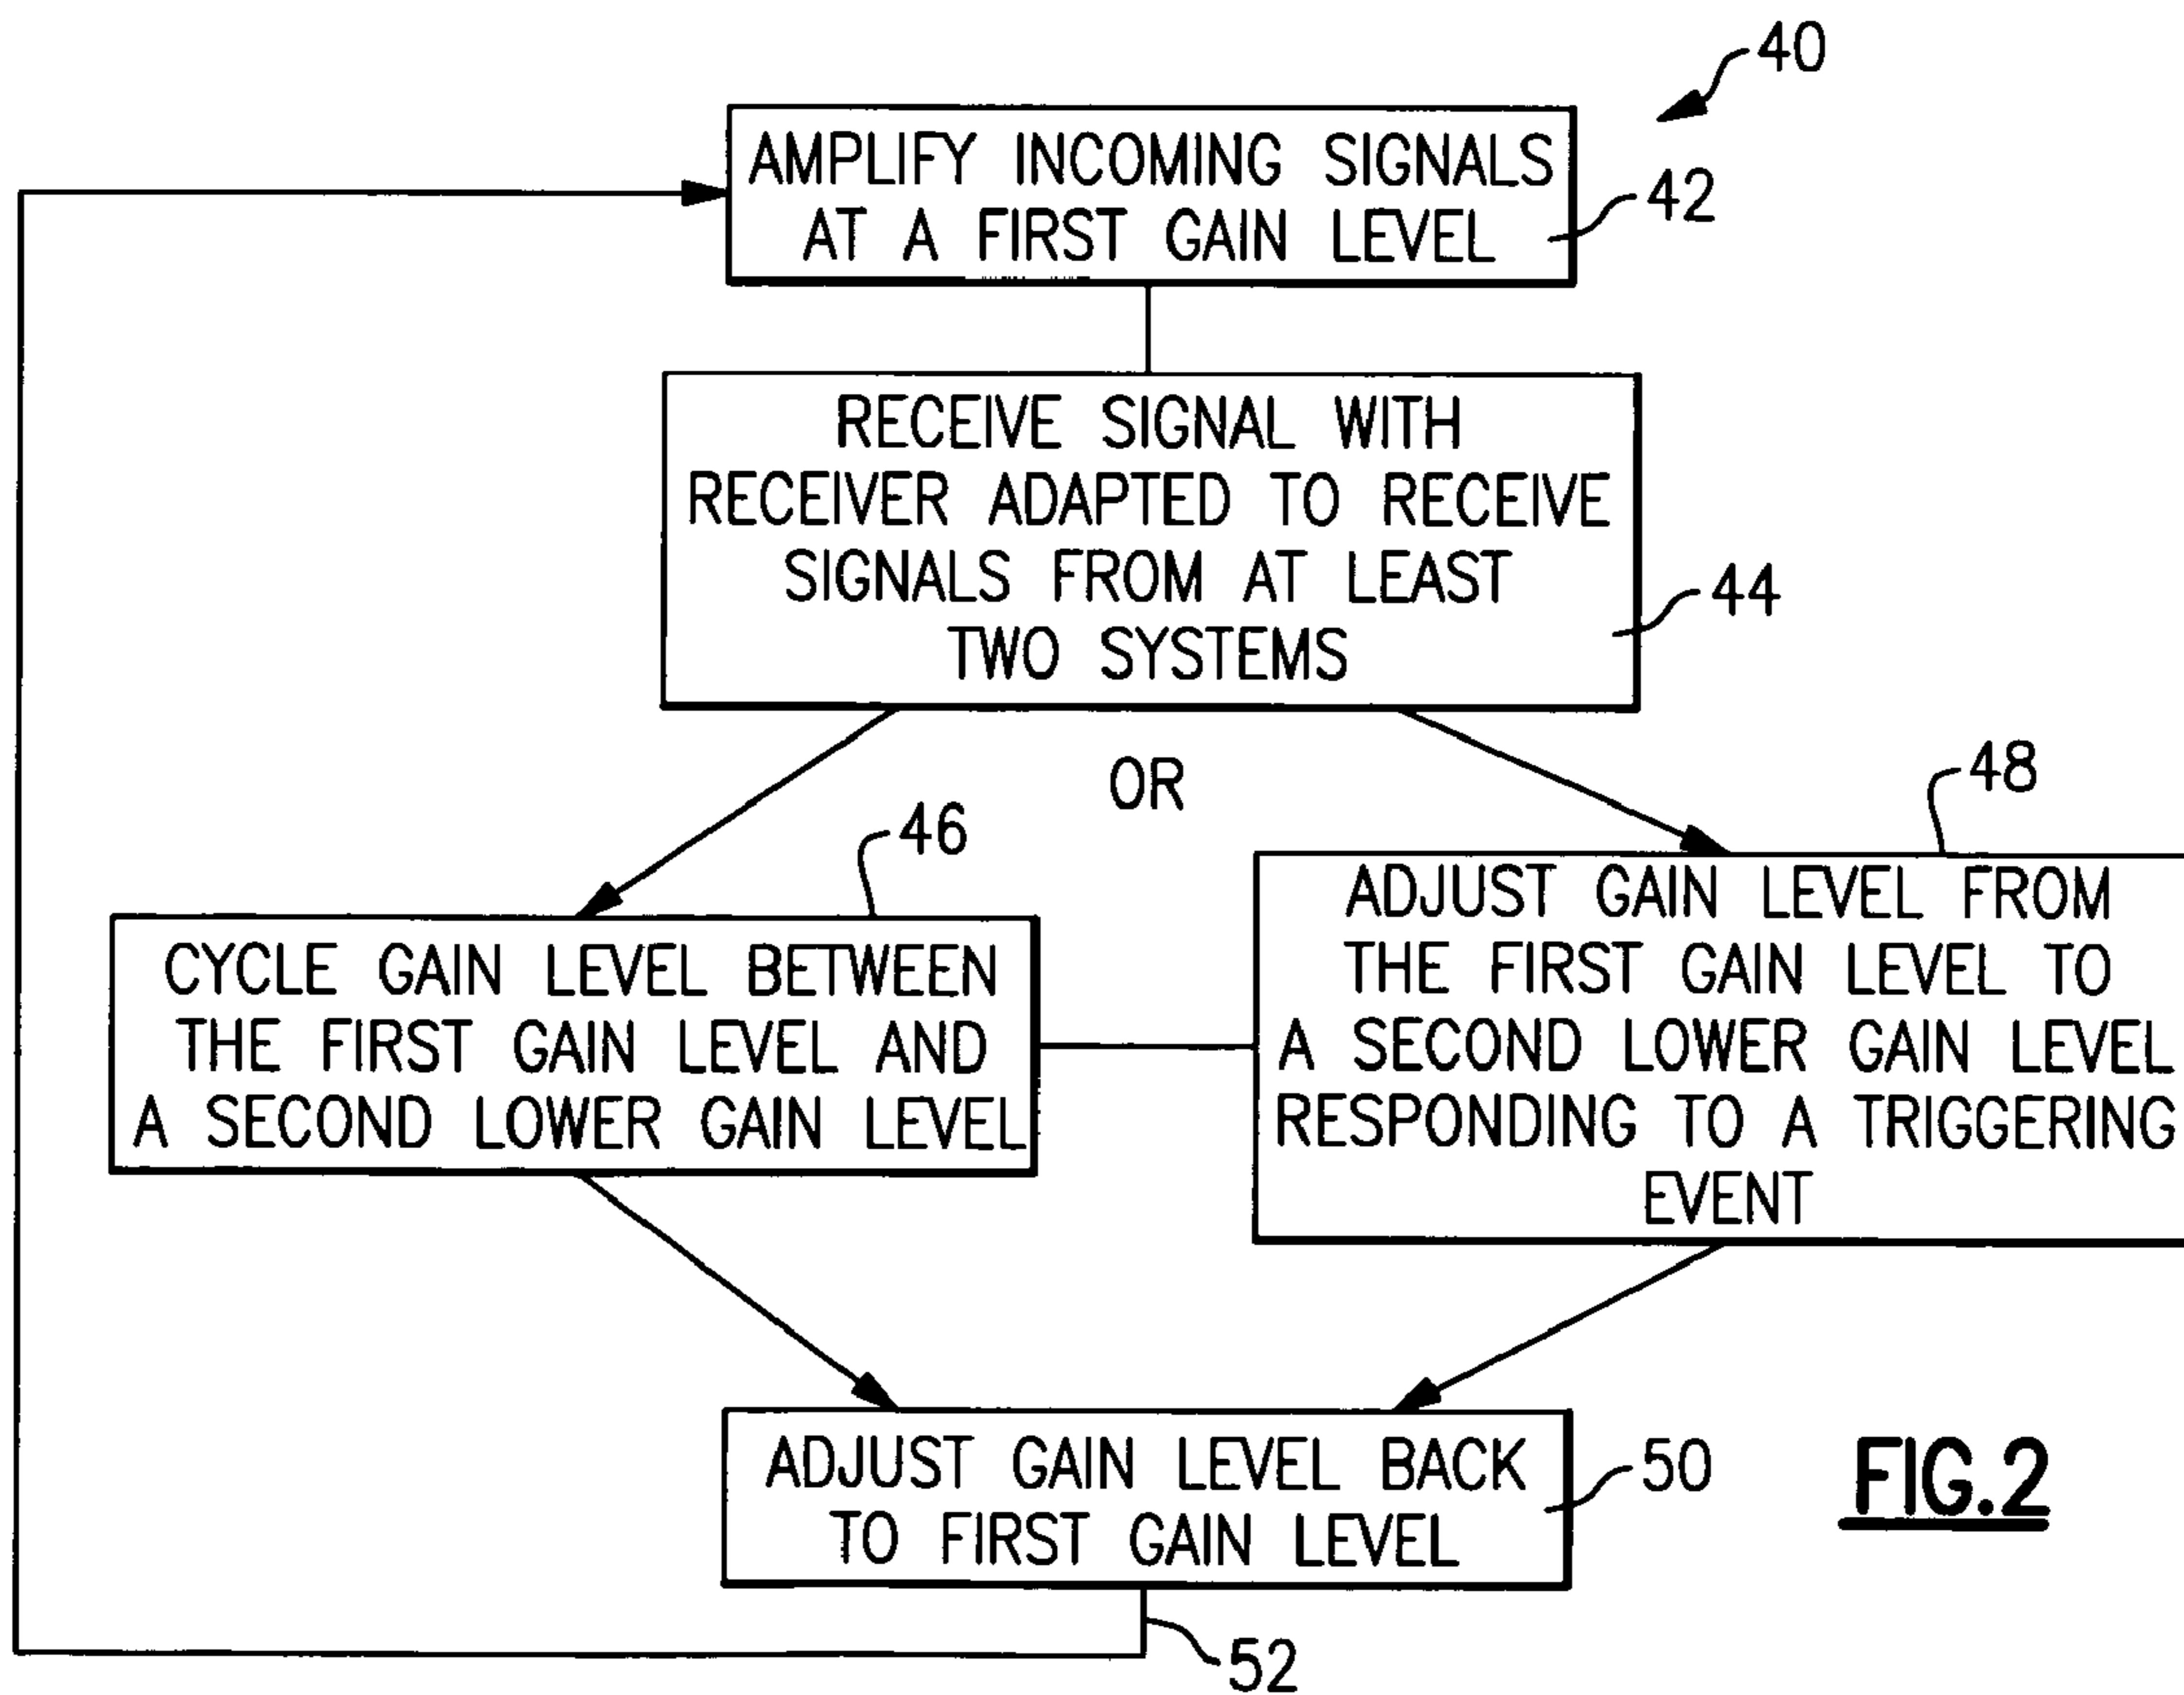 40
AMPLIFY INCOMING SIGNALS
AT A FIRST GAIN LEVEL
42
RECEIVE SIGNAL WITH
RECEIVER ADAPTED TO RECEIVE
SIGNALS FROM AT LEAST
TWO SYSTEMS
44
OR
46
48
CYCLE GAIN LEVEL BETWEEN
THE FIRST GAIN LEVEL AND
A SECOND LOWER GAIN LEVEL
ADJUST GAIN LEVEL FROM
THE FIRST GAIN LEVEL TO
A SECOND LOWER GAIN LEVEL
RESPONDING TO A TRIGGERING
EVENT
ADJUST GAIN LEVEL BACK
TO FIRST GAIN LEVEL
50
52
FIG.2